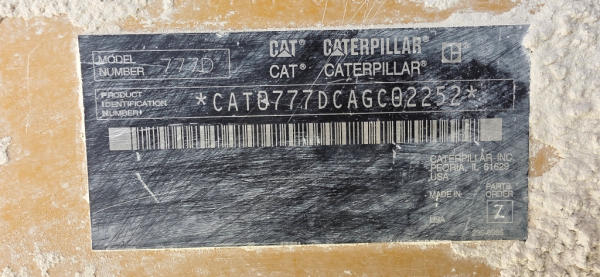 CAT CATERPILLAR
CAT CATERPILLAR
MODEL NUMBER 777D
PRODUCT IDENTIFICATION NUMBER *CAT0777DCAGC02252*
CATERPILLAR INC.
PEORIA, IL 61629
USA
MADE IN
USA
PARTS ORDER
Z